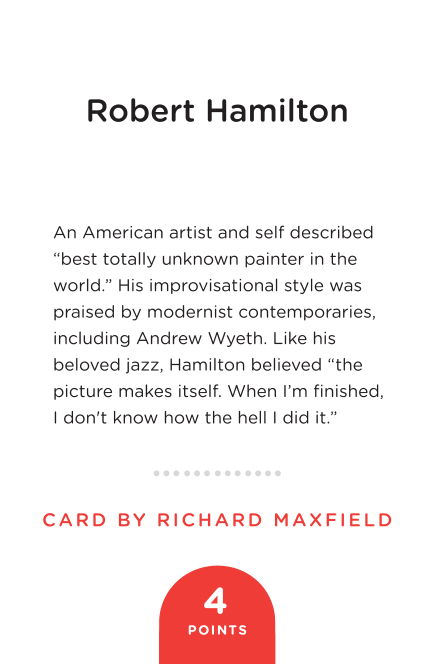 Robert Hamilton
An American artist and self described
“best totally unknown painter in the
world.” His improvisational style was
praised by modernist contemporaries,
including Andrew Wyeth. Like his
beloved jazz, Hamilton believed “the
picture makes itself. When I’m finished,
I don't know how the hell I did it.”
CARD BY RICHARD MAXFIELD
4
POINTS